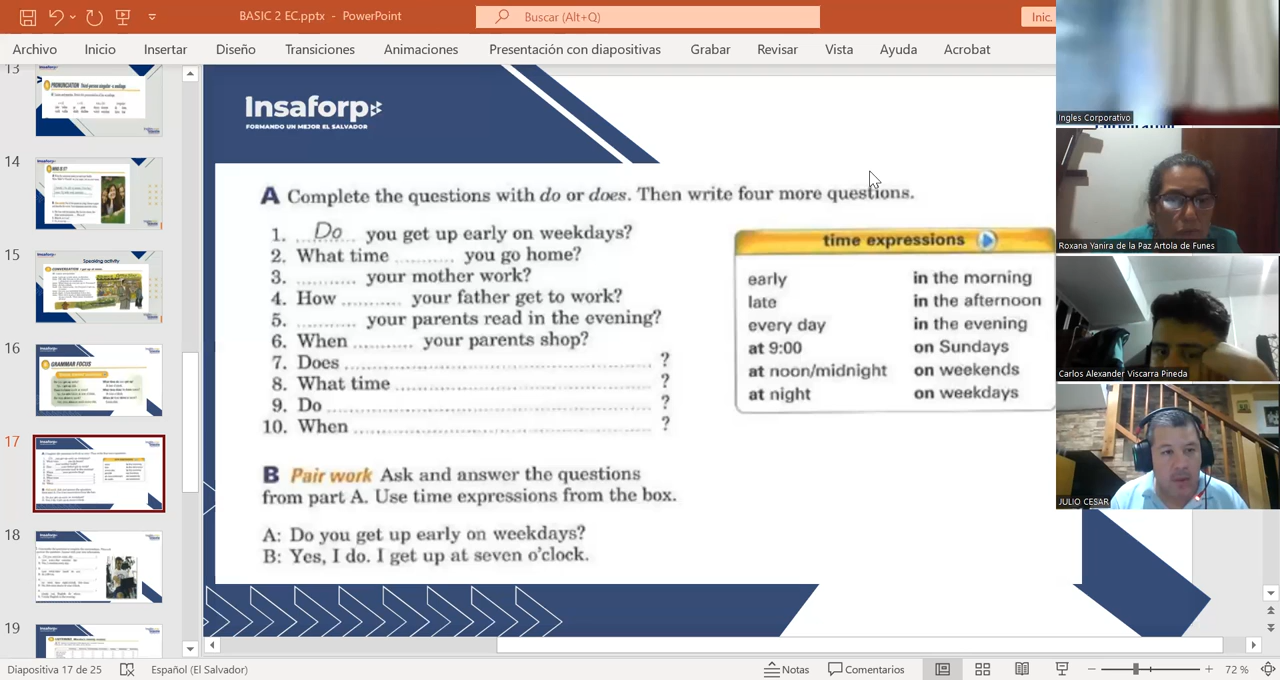 BASIC 2 EC.pptx - PowerPoint
Buscar (Alt+Q)
Inic.
Archivo Inicio Insertar Diseño Transiciones Animaciones Presentación con diapositivas Grabar Revisar Vista Ayuda Acrobat
13
14
15
Speaking activity
16
GRAMMAR FOCUS
17
18
19
Insaforp
FORMANDO UN MEJOR EL SALVADOR
A Complete the questions with do or does. Then write four more questions.
1. Do you get up early on weekdays?
2. What time .......... you go home?
3. .......... your mother work?
4. How .......... your father get to work?
5. .......... your parents read in the evening?
6. When .......... your parents shop?
7. Does .......... ?
8. What time .......... ?
9. Do .......... ?
10. When .......... ?
time expressions
early in the morning
late in the afternoon
every day in the evening
at 9:00 on Sundays
at noon/midnight on weekends
at night on weekdays
B Pair work Ask and answer the questions
from part A. Use time expressions from the box.
A: Do you get up early on weekdays?
B: Yes, I do. I get up at seven o'clock.
Ingles Corporativo
Roxana Yanira de la Paz Artola de Funes
Carlos Alexander Viscarra Pineda
JULIO CESAR
Diapositiva 17 de 25 Español (El Salvador) Notas Comentarios 72 %